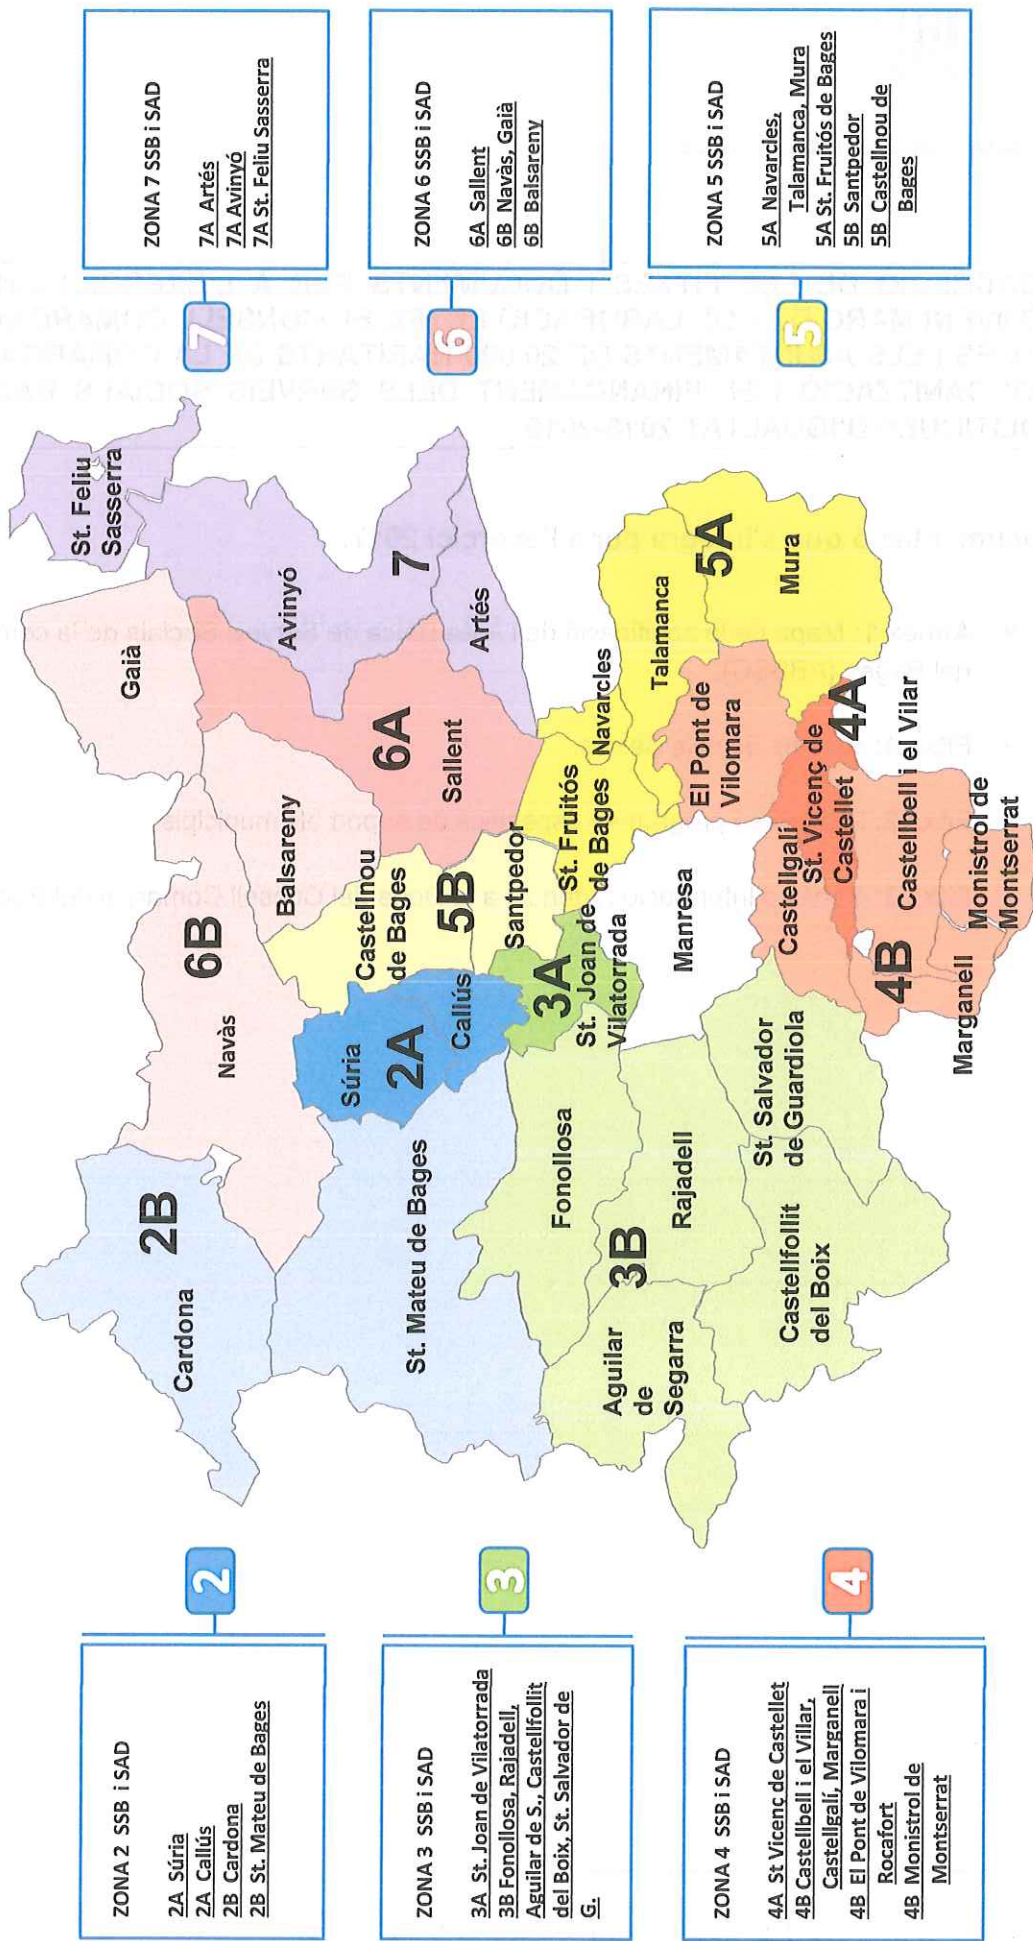 ZONA 2 SSB i SAD
2A Súria
2A Callús
2B Cardona
2B St. Mateu de Bages
2
ZONA 3 SSB i SAD
3A St. Joan de Vilatorrada
3B Fonollosa, Rajadell,
Aguilar de S., Castellfollit
del Boix, St. Salvador de
G.
3
ZONA 4 SSB i SAD
4A St Vicenç de Castellet
4B Castellbell i el Villar,
Castellgalí, Marganell
4B El Pont de Vilomara i
Rocafort
4B Monistrol de
Montserrat
4
Cardona
2B
St. Mateu de Bages
Súria
2A
Callús
Navàs
6B
Gaià
Balsareny
Castellnou
de Bages
5B
Santpedor
6A
Sallent
St. Feliu
Sasserra
Avinyó
7
Artés
Aguilar
de
Segarra
Fonollosa
3B
Rajadell
Castellfollit
del Boix
St. Salvador
de Guardiola
3A
St. Joan de
Vilatorrada
Manresa
St. Fruitós
de Bages
Navarcles
Talamanca
5A
Mura
El Pont de
Vilomara
Castellgalí
St. Vicenç de
Castellet
4A
4B
Castellbell i el Vilar
Marganell
Monistrol de
Montserrat
7
ZONA 7 SSB i SAD
7A Artés
7A Avinyó
7A St. Feliu Sasserra
6
ZONA 6 SSB i SAD
6A Sallent
6B Navàs, Gaià
6B Balsareny
5
ZONA 5 SSB i SAD
5A Navarcles,
Talamanca, Mura
5A St. Fruitós de Bages
5B Santpedor
5B Castellnou de
Bages